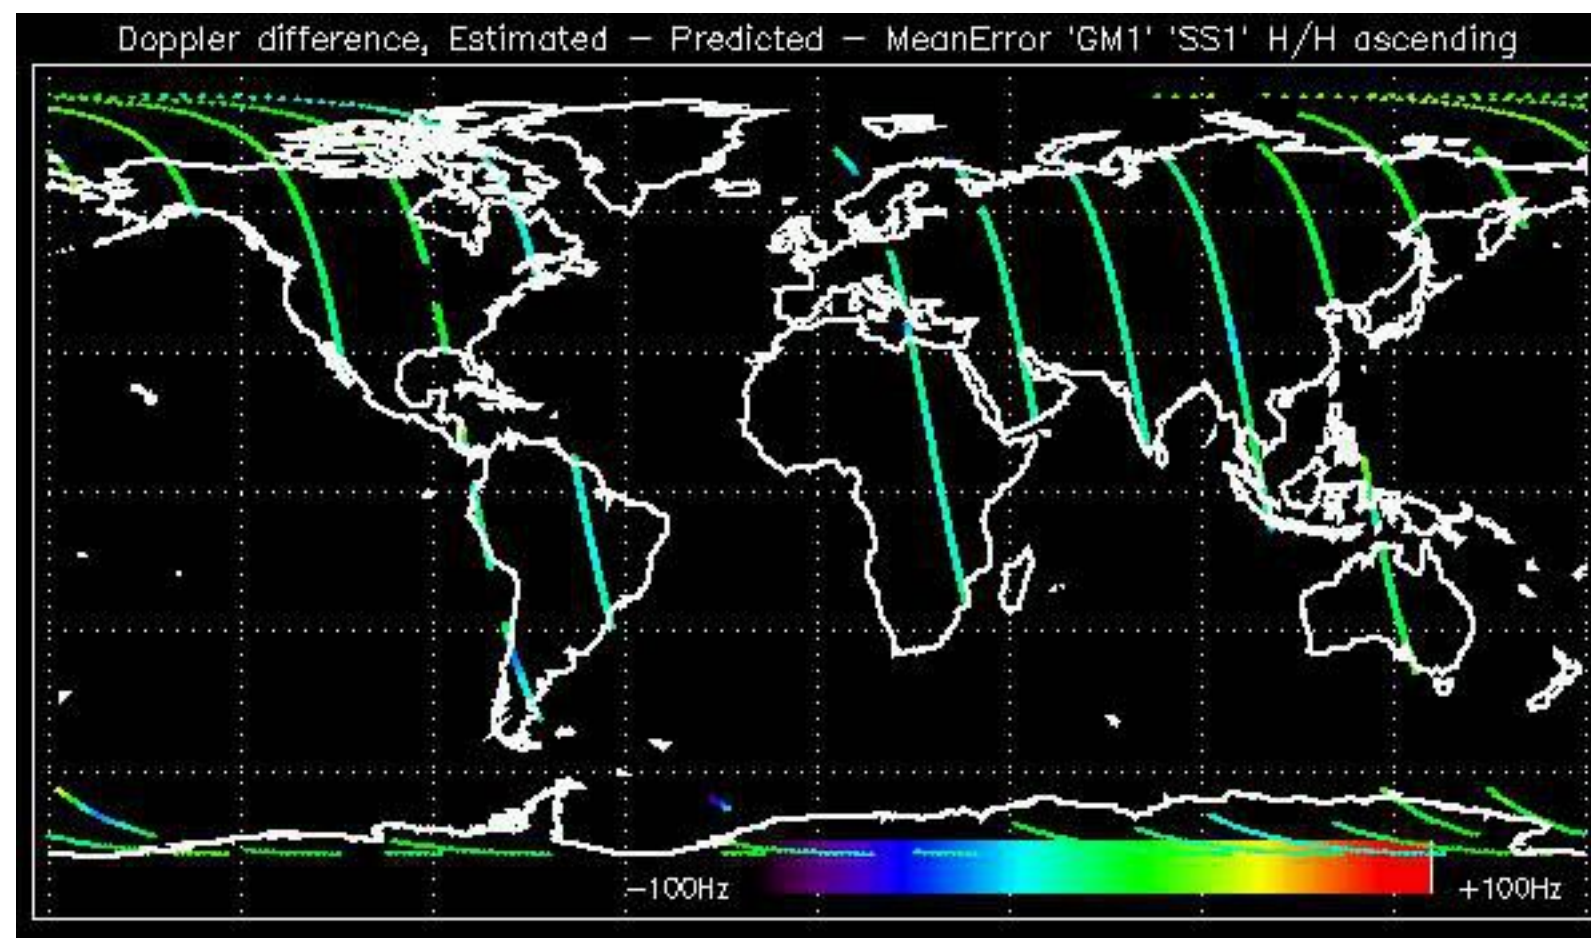 Doppler difference, Estimated – Predicted – MeanError 'GM1' 'SS1' H/H ascending
–100Hz +100Hz